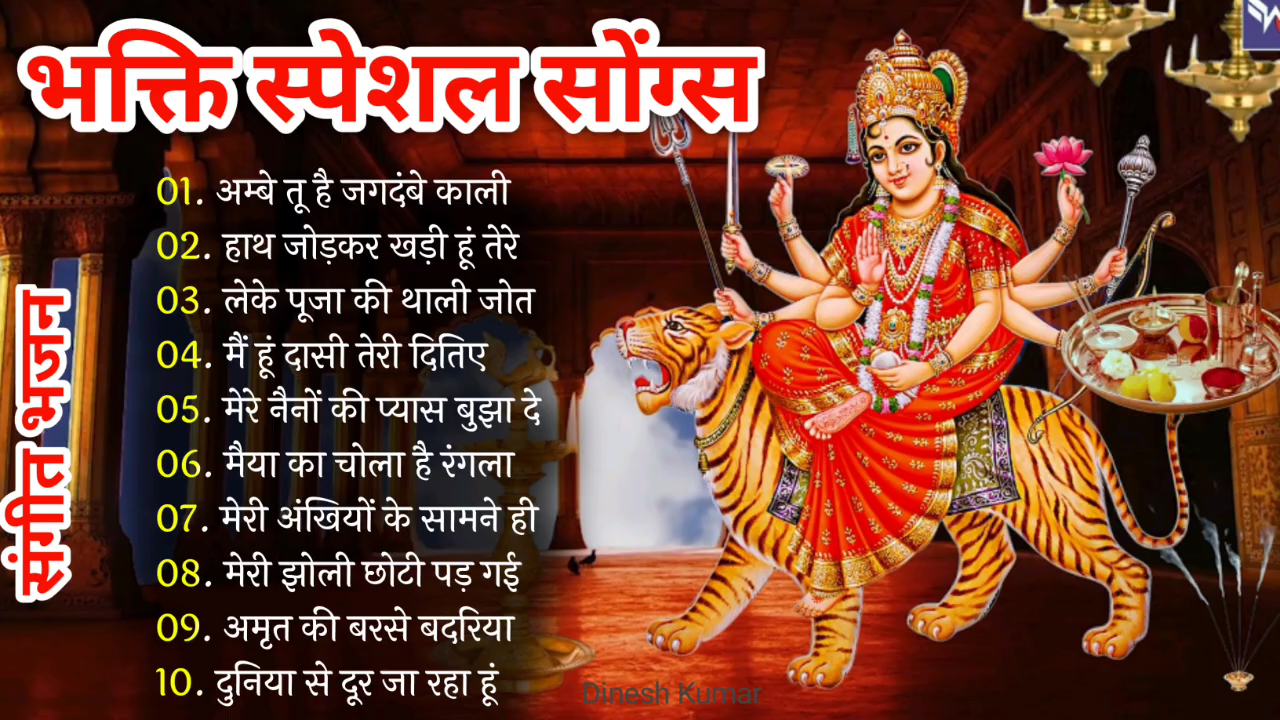 भक्ति स्पेशल सोंग्स
संगीत भजन
01. अम्बे तू है जगदंबे काली
02. हाथ जोड़कर खड़ी हूं तेरे
03. लेके पूजा की थाली जोत
04. मैं हूं दासी तेरी दितिए
05. मेरे नैनों की प्यास बुझा दे
06. मैया का चोला है रंगला
07. मेरी अंखियों के सामने ही
08. मेरी झोली छोटी पड़ गई
09. अमृत की बरसे बदरिया
10. दुनिया से दूर जा रहा हूं
Dinesh Kumar